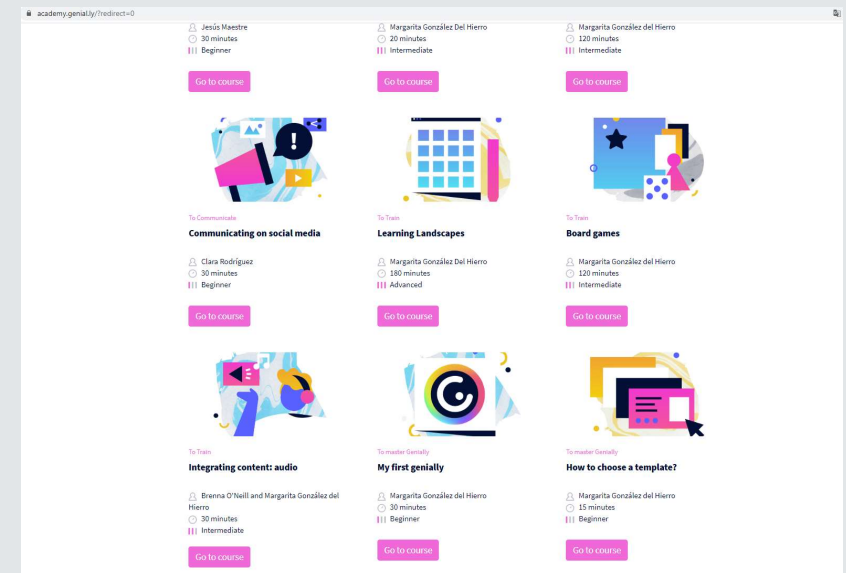 academy.genial.ly/?redirect=0
Jesús Maestre
30 minutes
Beginner
Go to course
Margarita González Del Hierro
20 minutes
Intermediate
Go to course
Margarita González del Hierro
120 minutes
Intermediate
Go to course
To Communicate
Communicating on social media
Clara Rodríguez
30 minutes
Beginner
Go to course
To Train
Learning Landscapes
Margarita González Del Hierro
180 minutes
Advanced
Go to course
To Train
Board games
Margarita González del Hierro
120 minutes
Intermediate
Go to course
To Train
Integrating content: audio
Brenna O'Neill and Margarita González del
Hierro
30 minutes
Intermediate
Go to course
To master Genially
My first genially
Margarita González del Hierro
30 minutes
Beginner
Go to course
To master Genially
How to choose a template?
Margarita González del Hierro
15 minutes
Beginner
Go to course